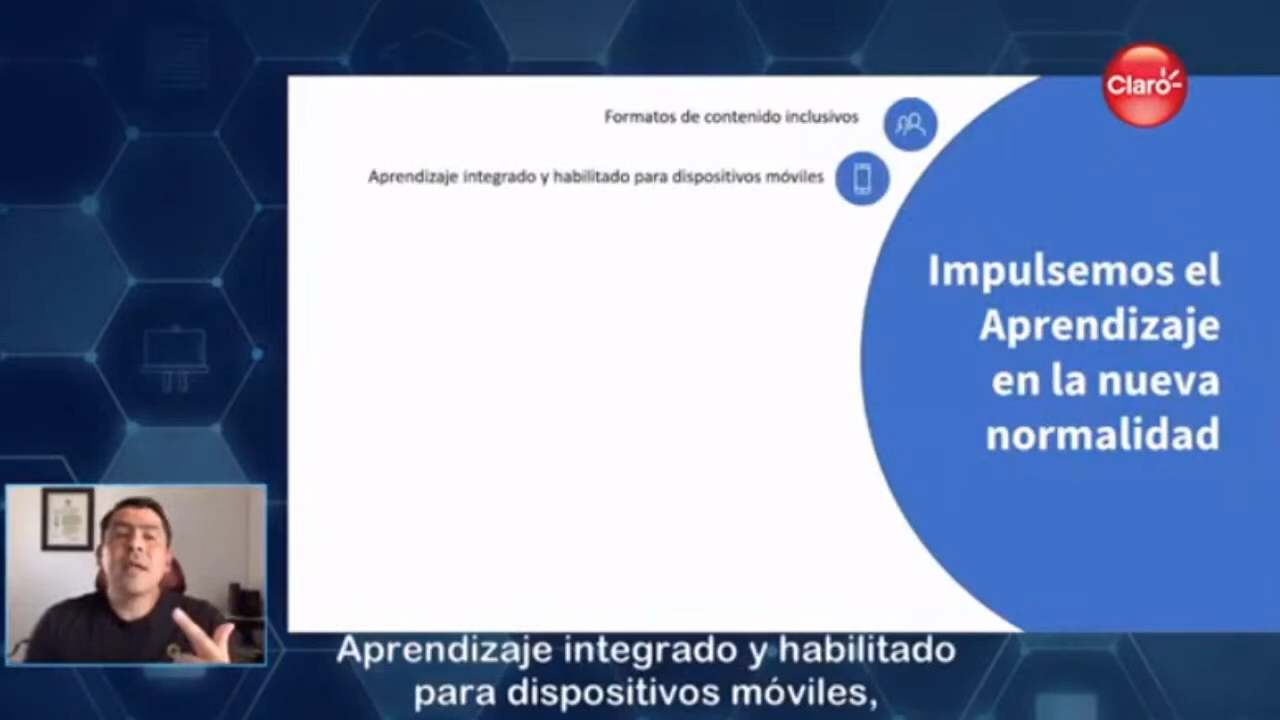 Claro
Formatos de contenido inclusivos
Aprendizaje integrado y habilitado para dispositivos móviles
Impulsemos el
Aprendizaje
en la nueva
normalidad
Aprendizaje integrado y habilitado
para dispositivos móviles,